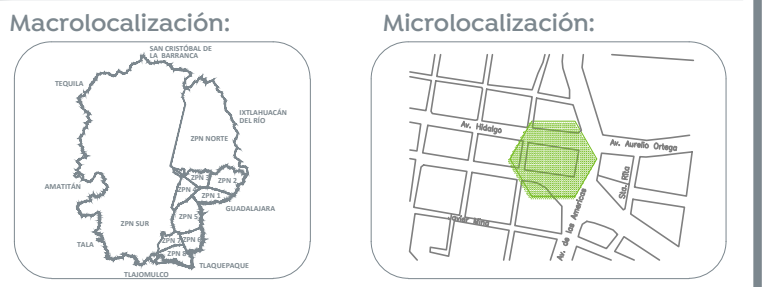 Macrolocalización:
SAN CRISTÓBAL DE
LA BARRANCA
TEQUILA
IXTLAHUACÁN
DEL RÍO
ZPN NORTE
ZPN 3
ZPN 2
AMATITÁN
ZPN 4
ZPN 1
GUADALAJARA
ZPN SUR
ZPN 5
TALA
ZPN 7
ZPN 6
ZPN 8
TLAQUEPAQUE
TLAJOMULCO
Microlocalización:
Av. Hidalgo
Av. Aurelio Ortega
Sta. Rita
Javier Mina
Av. de las Americas